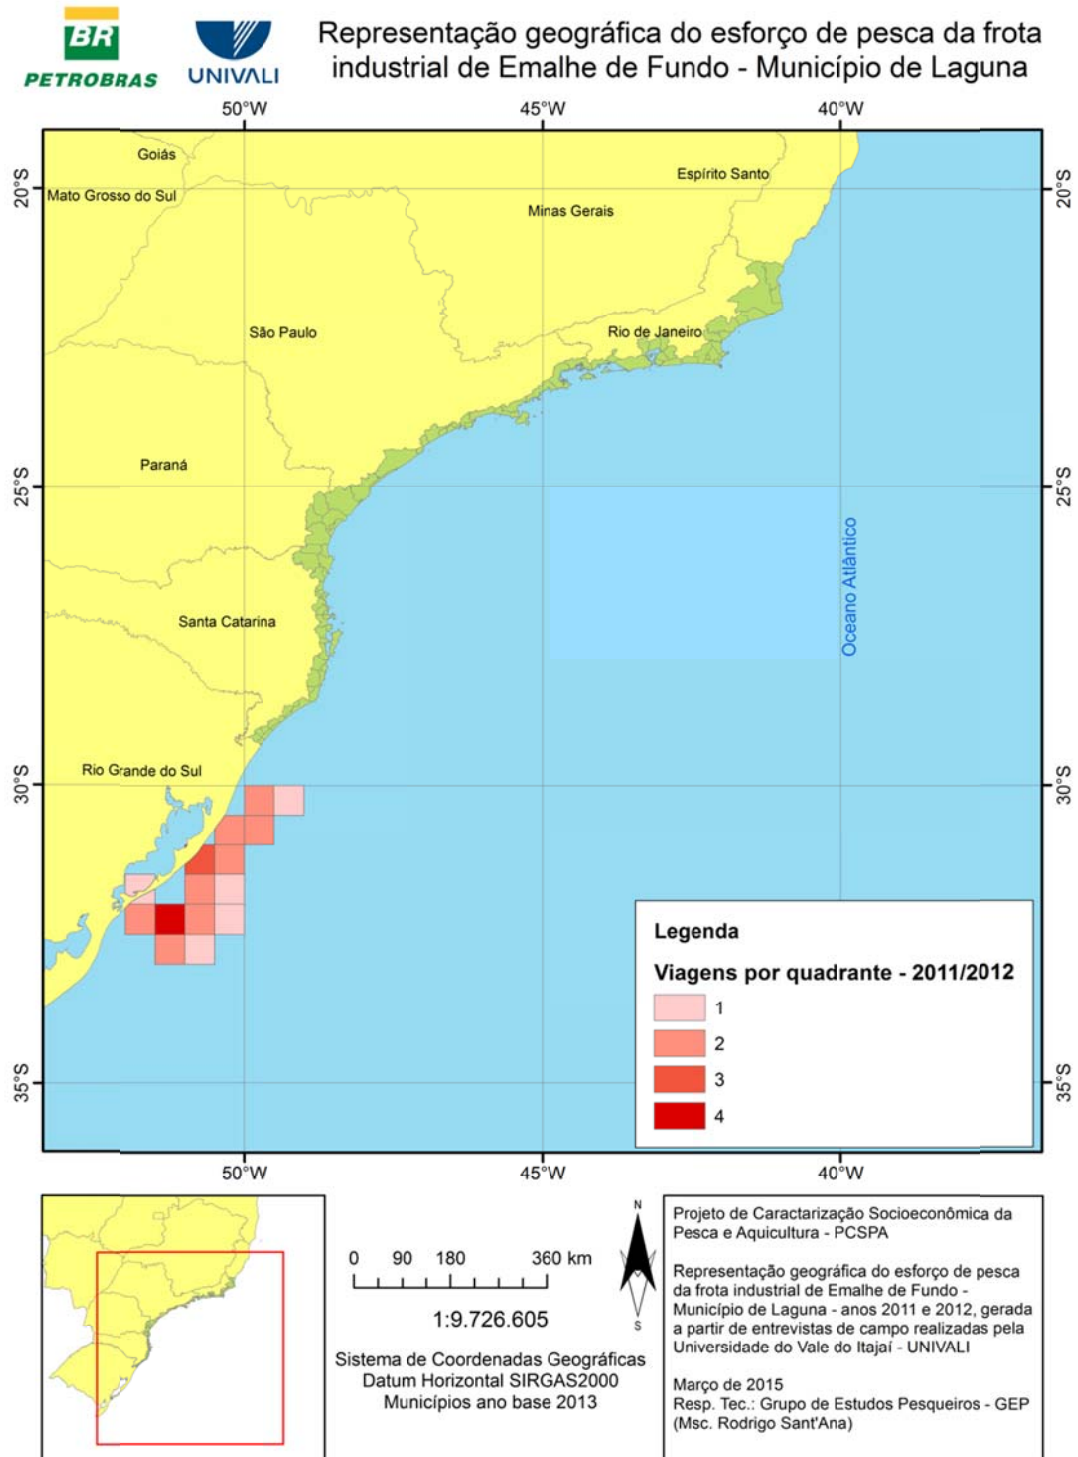 BR
PETROBRAS
UNIVALI
Representação geográfica do esforço de pesca da frota
industrial de Emalhe de Fundo - Município de Laguna
50°W
45°W
40°W
20°S
20°S
Goiás
Mato Grosso do Sul
Espírito Santo
Minas Gerais
São Paulo
Rio de Janeiro
Paraná
25°S
25°S
Oceano Atlântico
Santa Catarina
Rio Grande do Sul
30°S
30°S
Legenda
Viagens por quadrante - 2011/2012
1
2
3
4
35°S
35°S
50°W
45°W
40°W
0 90 180 360 km
1:9.726.605
Sistema de Coordenadas Geográficas
Datum Horizontal SIRGAS2000
Municípios ano base 2013
N
S
Projeto de Caractarização Socioeconômica da
Pesca e Aquicultura - PCSPA
Representação geográfica do esforço de pesca
da frota industrial de Emalhe de Fundo -
Município de Laguna - anos 2011 e 2012, gerada
a partir de entrevistas de campo realizadas pela
Universidade do Vale do Itajaí - UNIVALI
Março de 2015
Resp. Tec.: Grupo de Estudos Pesqueiros - GEP
(Msc. Rodrigo Sant'Ana)